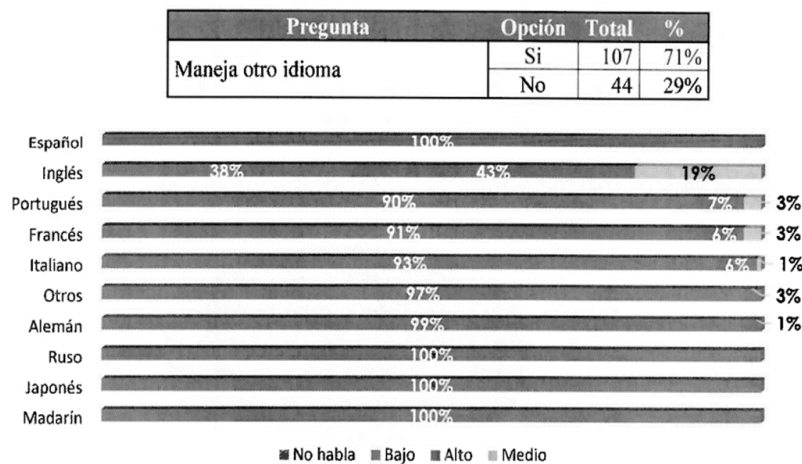 Pregunta Opción Total %
Maneja otro idioma Si 107 71%
No 44 29%
Español 100%
Inglés 38% 43% 19%
Portugués 90% 7% 3%
Francés 91% 6% 3%
Italiano 93% 6% 1%
Otros 97% 3%
Alemán 99% 1%
Ruso 100%
Japonés 100%
Madarín 100%
No habla Bajo Alto Medio